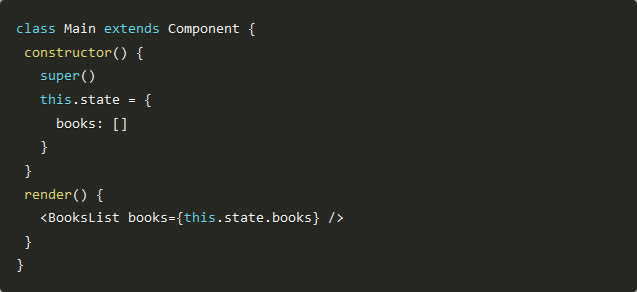 class Main extends Component {
 constructor() {
   super()
   this.state = {
     books: []
   }
 }
 render() {
   <BooksList books={this.state.books} />
 }
}